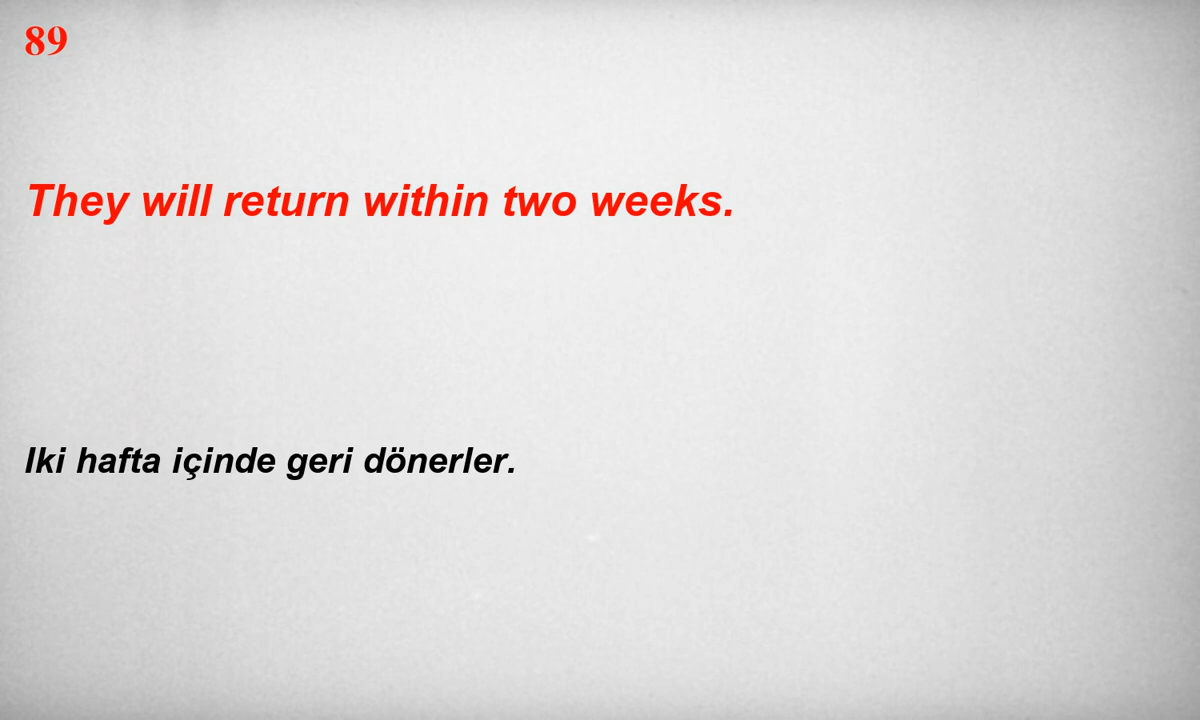 89
They will return within two weeks.
Iki hafta içinde geri dönerler.